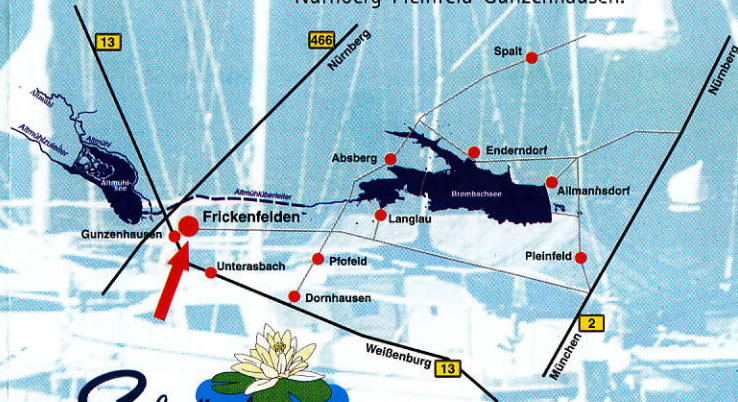 Nürnberg-Pleinfeld-Gunzenhausen.
13
466
Nürnberg
Spalt
Nürnberg
Altmühl
Altmühlzuleiter
Altmühl
Altmühl-
see
Absberg
Enderndorf
Brombachsee
Allmannsdorf
Altmühlüberleiter
Frickenfelden
Langlau
Gunzenhausen
Unterasbach
Pfofeld
Pleinfeld
Dornhausen
2
München
Weißenburg
13